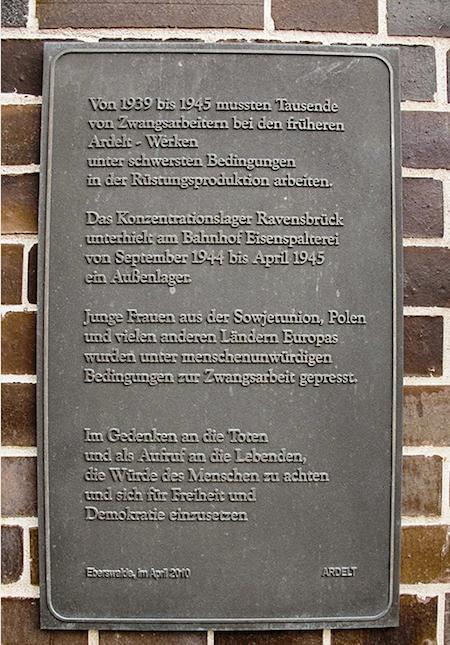 Von 1939 bis 1945 mussten Tausende
von Zwangsarbeitern bei den früheren
Ardelt - Werken
unter schwersten Bedingungen
in der Rüstungsproduktion arbeiten.
Das Konzentrationslager Ravensbrück
unterhielt am Bahnhof Eisenspalterei
von September 1944 bis April 1945
ein Außenlager.
Junge Frauen aus der Sowjetunion, Polen
und vielen anderen Ländern Europas
wurden unter menschenunwürdigen
Bedingungen zur Zwangsarbeit gepresst.
Im Gedenken an die Toten
und als Aufruf an die Lebenden,
die Würde des Menschen zu achten
und sich für Freiheit und
Demokratie einzusetzen
Eberswalde, im April 2010 ARDELT